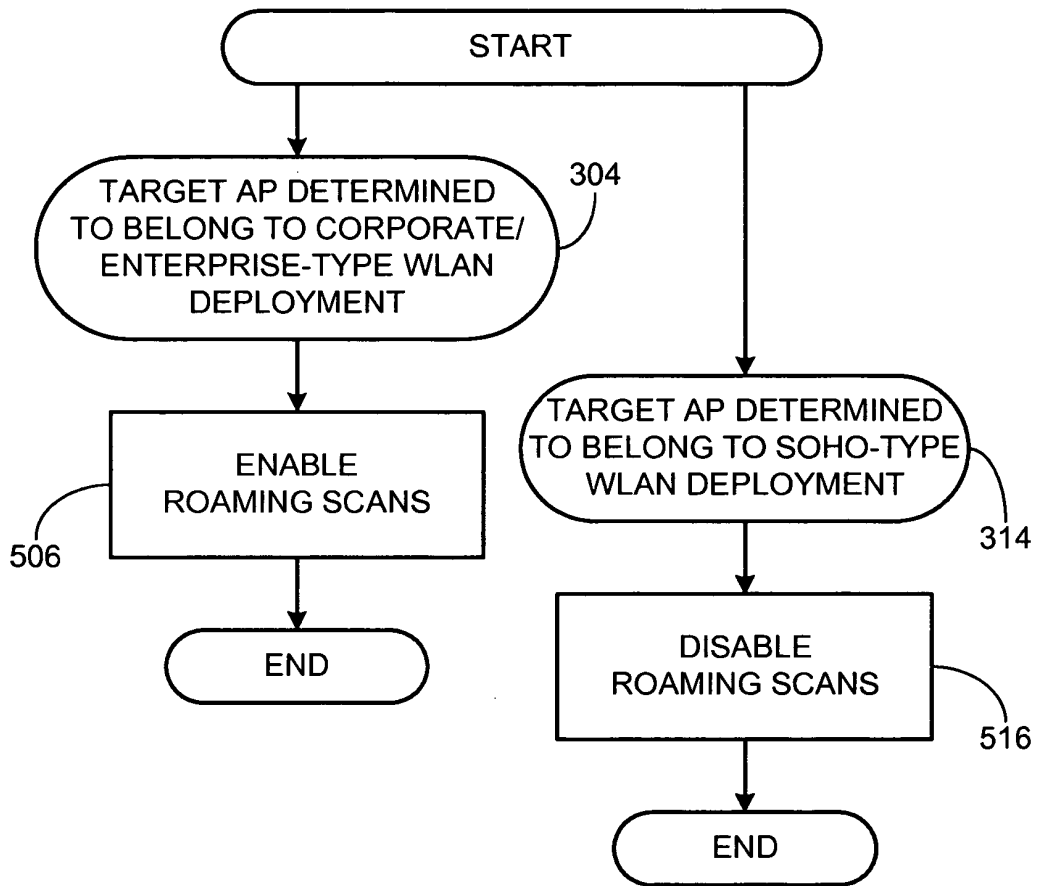 START
TARGET AP DETERMINED
TO BELONG TO CORPORATE/
ENTERPRISE-TYPE WLAN
DEPLOYMENT
304
ENABLE
ROAMING SCANS
506
END
TARGET AP DETERMINED
TO BELONG TO SOHO-TYPE
WLAN DEPLOYMENT
314
DISABLE
ROAMING SCANS
516
END